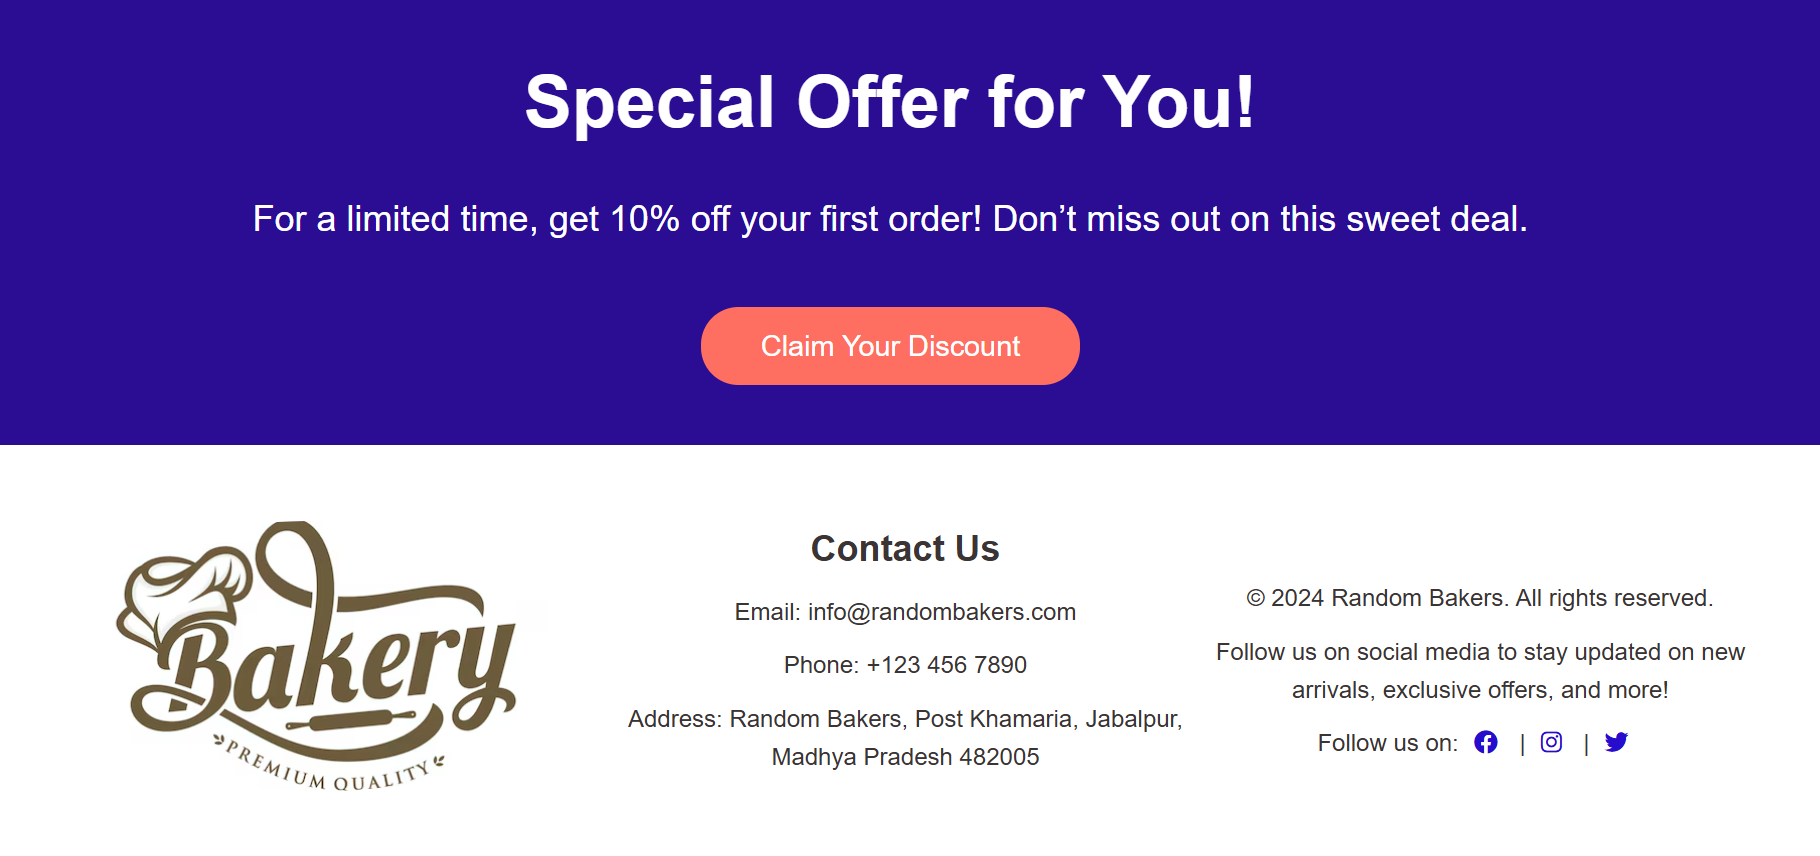 Special Offer for You!
For a limited time, get 10% off your first order! Don’t miss out on this sweet deal.
Claim Your Discount
Bakery
PREMIUM QUALITY
Contact Us
Email: info@randombakers.com
Phone: +123 456 7890
Address: Random Bakers, Post Khamaria, Jabalpur,
Madhya Pradesh 482005
© 2024 Random Bakers. All rights reserved.
Follow us on social media to stay updated on new
arrivals, exclusive offers, and more!
Follow us on: | |